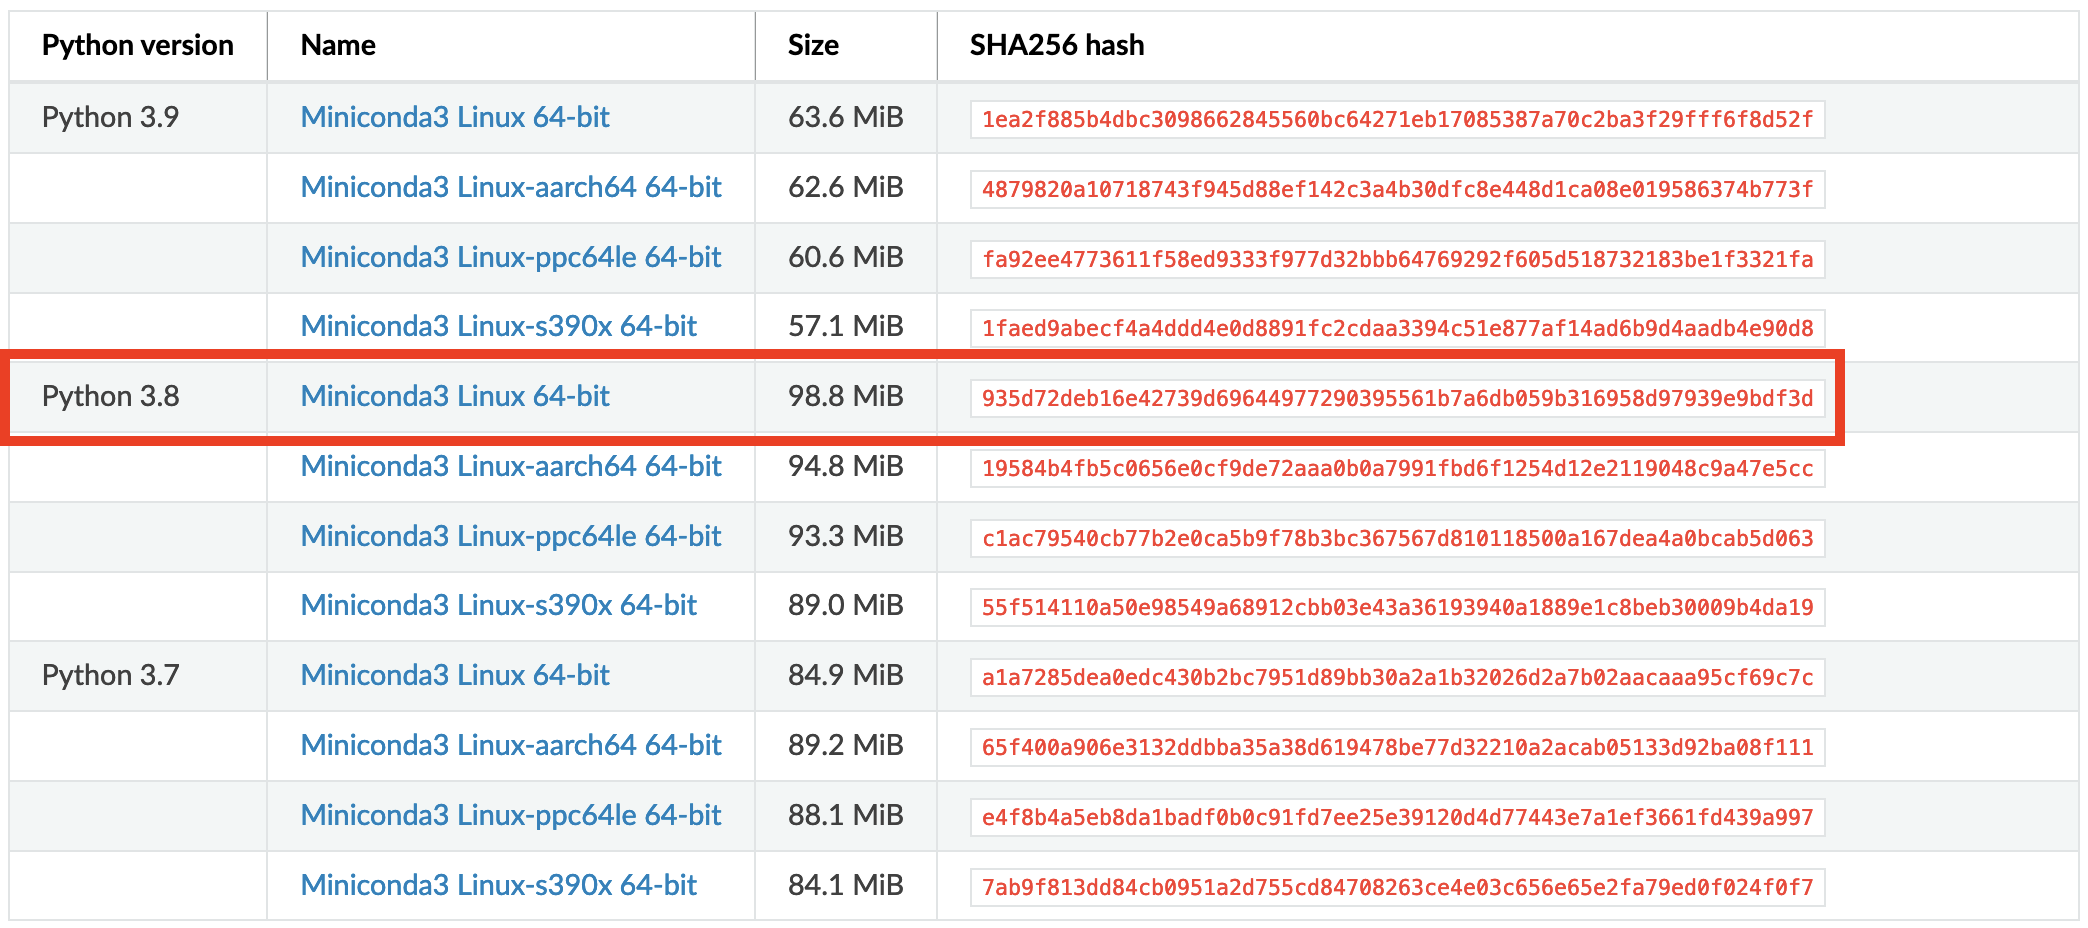 Python version Name Size SHA256 hash
Python 3.9 Miniconda3 Linux 64-bit 63.6 MiB 1ea2f885b4dbc3098662845560bc64271eb17085387a70c2ba3f29fff6f8d52f
Miniconda3 Linux-aarch64 64-bit 62.6 MiB 4879820a10718743f945d88ef142c3a4b30dfc8e448d1ca08e019586374b773f
Miniconda3 Linux-ppc64le 64-bit 60.6 MiB fa92ee4773611f58ed9333f977d32bbb64769292f605d518732183be1f3321fa
Miniconda3 Linux-s390x 64-bit 57.1 MiB 1faed9abecf4a4ddd4e0d8891fc2cdaa3394c51e877af14ad6b9d4aadb4e90d8
Python 3.8 Miniconda3 Linux 64-bit 98.8 MiB 935d72deb16e42739d69644977290395561b7a6db059b316958d97939e9bdf3d
Miniconda3 Linux-aarch64 64-bit 94.8 MiB 19584b4fb5c0656e0cf9de72aaa0b0a7991fbd6f1254d12e2119048c9a47e5cc
Miniconda3 Linux-ppc64le 64-bit 93.3 MiB c1ac79540cb77b2e0ca5b9f78b3bc367567d810118500a167dea4a0bcab5d063
Miniconda3 Linux-s390x 64-bit 89.0 MiB 55f514110a50e98549a68912cbb03e43a36193940a1889e1c8beb30009b4da19
Python 3.7 Miniconda3 Linux 64-bit 84.9 MiB a1a7285dea0edc430b2bc7951d89bb30a2a1b32026d2a7b02aacaaa95cf69c7c
Miniconda3 Linux-aarch64 64-bit 89.2 MiB 65f400a906e3132ddbba35a38d619478be77d32210a2acab05133d92ba08f111
Miniconda3 Linux-ppc64le 64-bit 88.1 MiB e4f8b4a5eb8da1badf0b0c91fd7ee25e39120d4d77443e7a1ef3661fd439a997
Miniconda3 Linux-s390x 64-bit 84.1 MiB 7ab9f813dd84cb0951a2d755cd84708263ce4e03c656e65e2fa79ed0f024f0f7